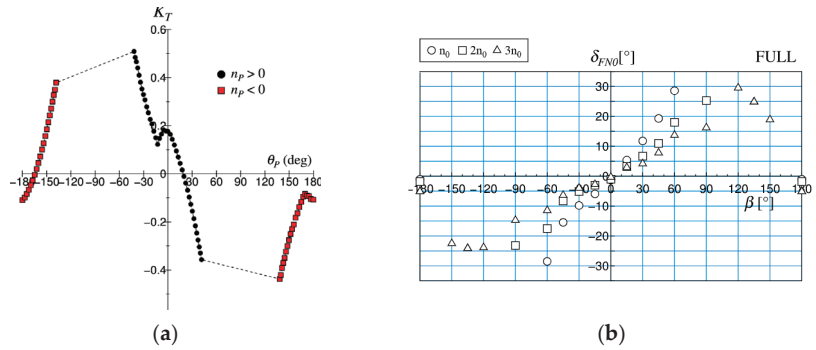 K_T
0.6
0.4
0.2
0.0
-0.2
-0.4
n_P > 0
n_P < 0
θ_P (deg)
-180 -150 -120 -90 -60 -30 30 60 90 120 150 180
(a)
n₀ 2n₀ 3n₀
δ_FN0[°]
FULL
30
20
10
0
-10
-20
-30
-180 -150 -120 -90 -60 -30 0 30 60 90 120 150 180
β [°]
(b)